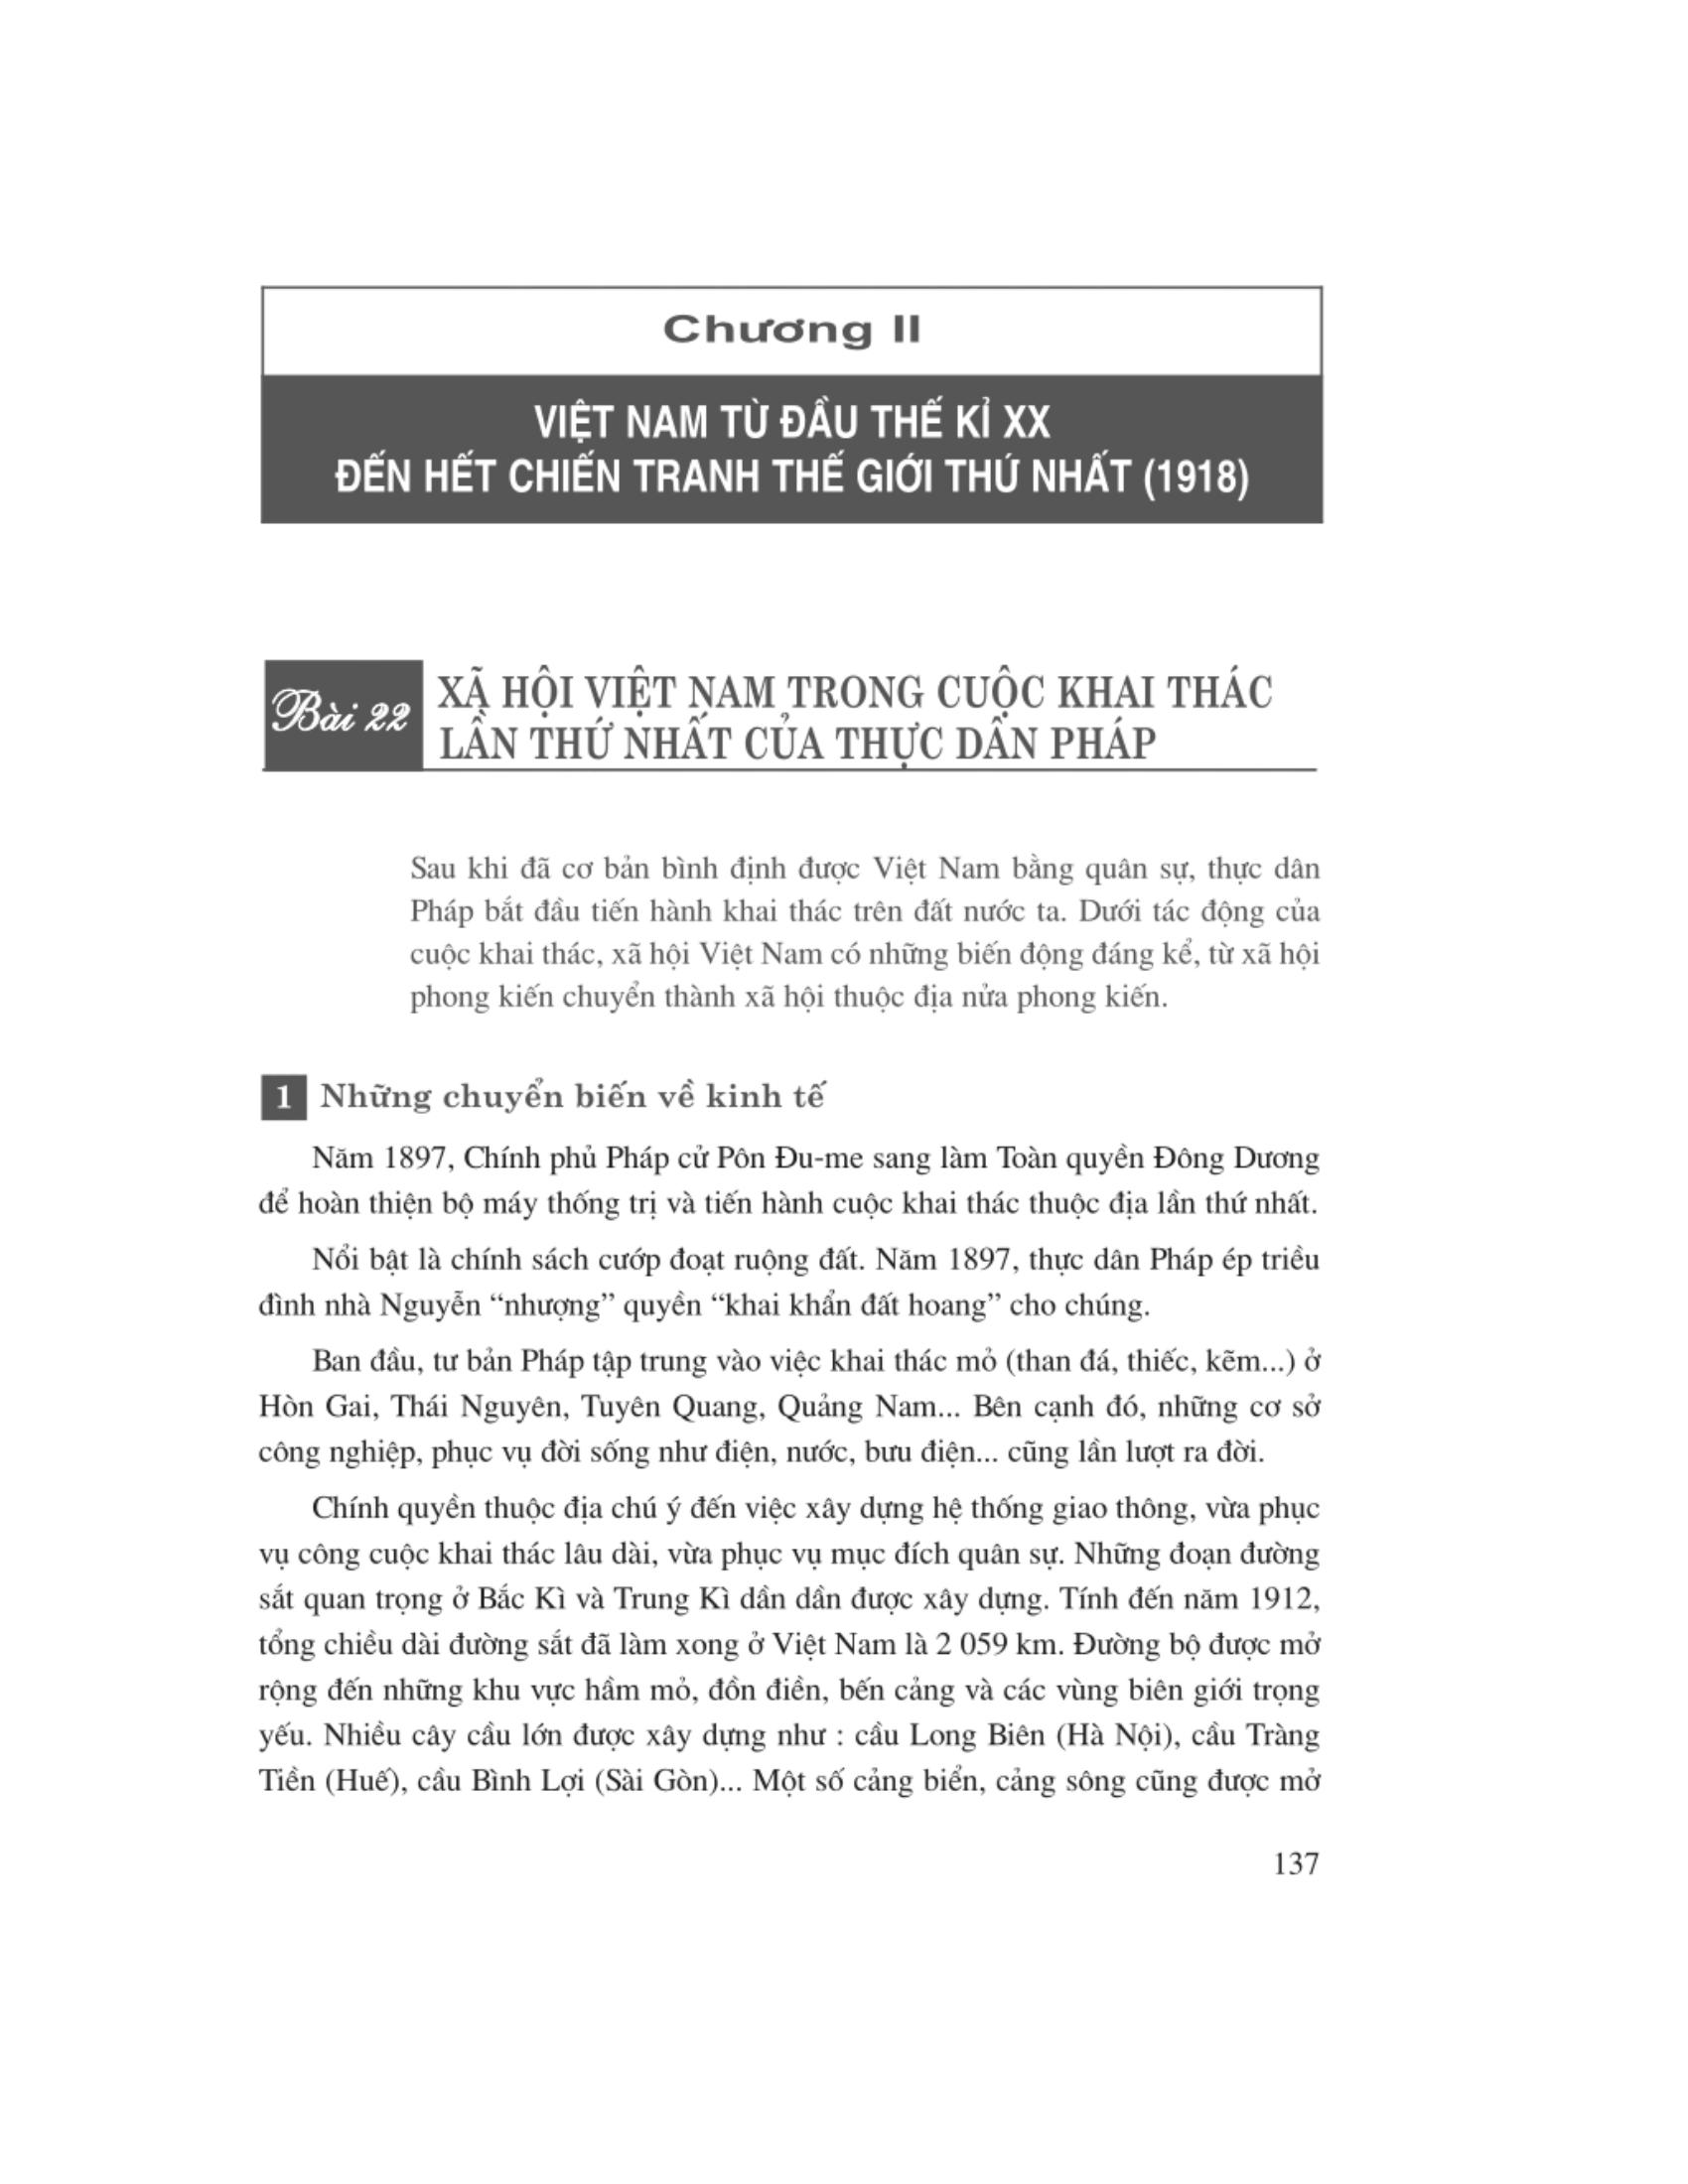 Chương II
VIỆT NAM TỪ ĐẦU THẾ KỈ XX
ĐẾN HẾT CHIẾN TRANH THẾ GIỚI THỨ NHẤT (1918)
Bài 22
XÃ HỘI VIỆT NAM TRONG CUỘC KHAI THÁC
LẦN THỨ NHẤT CỦA THỰC DÂN PHÁP
Sau khi đã cơ bản bình định được Việt Nam bằng quân sự, thực dân
Pháp bắt đầu tiến hành khai thác trên đất nước ta. Dưới tác động của
cuộc khai thác, xã hội Việt Nam có những biến động đáng kể, từ xã hội
phong kiến chuyển thành xã hội thuộc địa nửa phong kiến.
1 Những chuyển biến về kinh tế
Năm 1897, Chính phủ Pháp cử Pôn Đu-me sang làm Toàn quyền Đông Dương
để hoàn thiện bộ máy thống trị và tiến hành cuộc khai thác thuộc địa lần thứ nhất.
Nổi bật là chính sách cướp đoạt ruộng đất. Năm 1897, thực dân Pháp ép triều
đình nhà Nguyễn “nhượng” quyền “khai khẩn đất hoang” cho chúng.
Ban đầu, tư bản Pháp tập trung vào việc khai thác mỏ (than đá, thiếc, kẽm...) ở
Hòn Gai, Thái Nguyên, Tuyên Quang, Quảng Nam... Bên cạnh đó, những cơ sở
công nghiệp, phục vụ đời sống như điện, nước, bưu điện... cũng lần lượt ra đời.
Chính quyền thuộc địa chú ý đến việc xây dựng hệ thống giao thông, vừa phục
vụ công cuộc khai thác lâu dài, vừa phục vụ mục đích quân sự. Những đoạn đường
sắt quan trọng ở Bắc Kì và Trung Kì dần dần được xây dựng. Tính đến năm 1912,
tổng chiều dài đường sắt đã làm xong ở Việt Nam là 2 059 km. Đường bộ được mở
rộng đến những khu vực hầm mỏ, đồn điền, bến cảng và các vùng biên giới trọng
yếu. Nhiều cây cầu lớn được xây dựng như : cầu Long Biên (Hà Nội), cầu Tràng
Tiền (Huế), cầu Bình Lợi (Sài Gòn)... Một số cảng biển, cảng sông cũng được mở
137